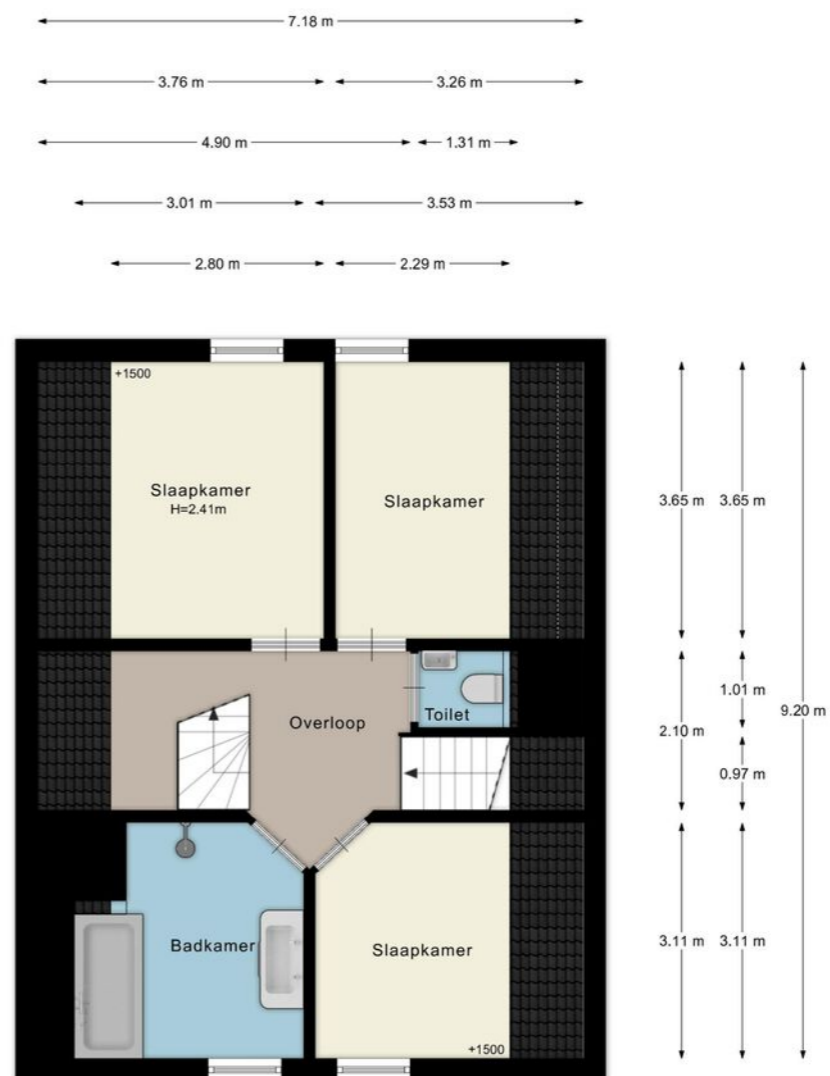 7.18 m
3.76 m
3.26 m
4.90 m
1.31 m
3.01 m
3.53 m
2.80 m
2.29 m
+1500
Slaapkamer
H=2.41m
Slaapkamer
3.65 m
3.65 m
1.01 m
9.20 m
Toilet
Overloop
2.10 m
0.97 m
Badkamer
Slaapkamer
3.11 m
3.11 m
+1500